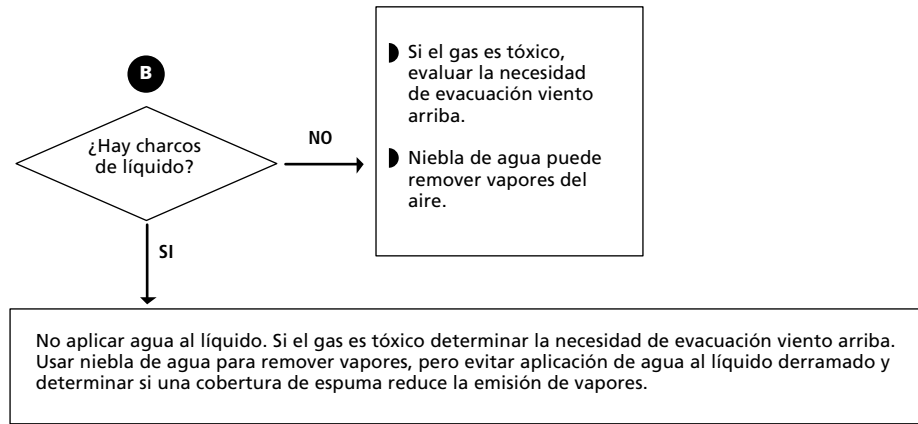 B
¿Hay charcos
de líquido?
NO
Si el gas es tóxico,
evaluar la necesidad
de evacuación viento
arriba.
Niebla de agua puede
remover vapores del
aire.
SI
No aplicar agua al líquido. Si el gas es tóxico determinar la necesidad de evacuación viento arriba.
Usar niebla de agua para remover vapores, pero evitar aplicación de agua al líquido derramado y
determinar si una cobertura de espuma reduce la emisión de vapores.